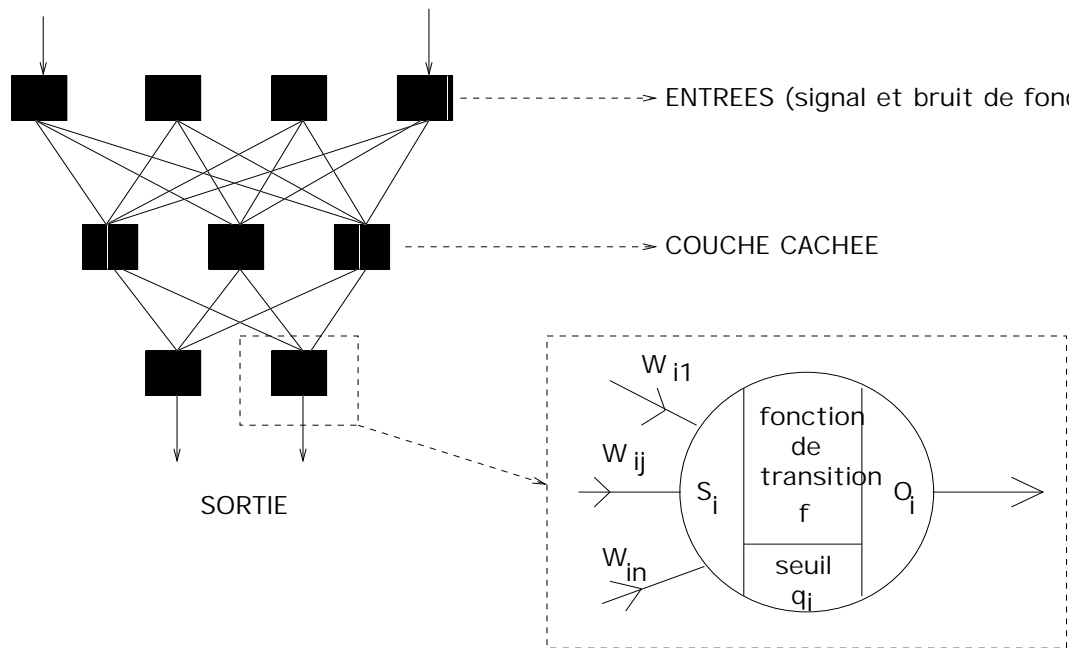 ENTREES (signal et bruit de fond
COUCHE CACHEE
SORTIE
W i1
W ij
W in
S i
fonction
de
transition
f
seuil
q i
O i